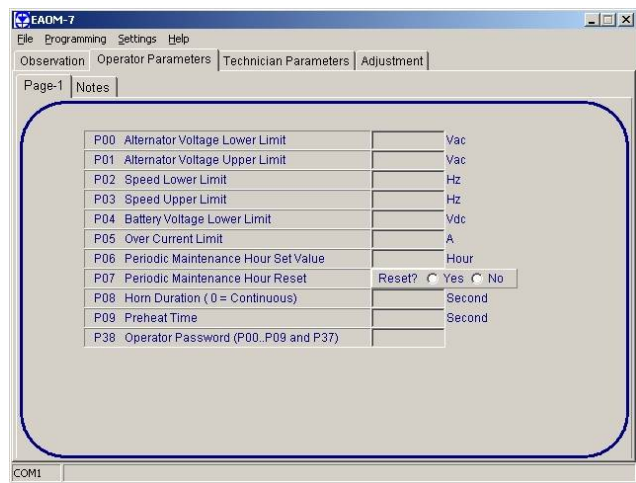 EAOM-7
File Programming Settings Help
Observation Operator Parameters Technician Parameters Adjustment
Page-1 Notes
P00 Alternator Voltage Lower Limit Vac
P01 Alternator Voltage Upper Limit Vac
P02 Speed Lower Limit Hz
P03 Speed Upper Limit Hz
P04 Battery Voltage Lower Limit Vdc
P05 Over Current Limit A
P06 Periodic Maintenance Hour Set Value Hour
P07 Periodic Maintenance Hour Reset Reset? Yes No
P08 Horn Duration ( 0 = Continuous) Second
P09 Preheat Time Second
P38 Operator Password (P00..P09 and P37)
COM1